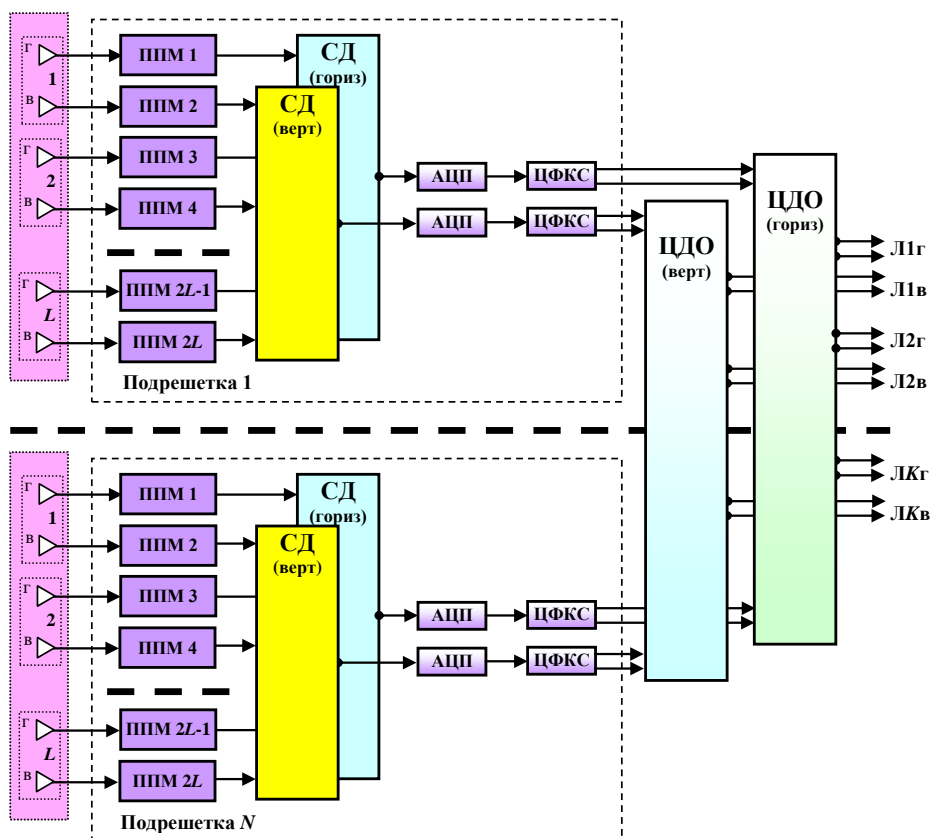 Г
1
В
Г
2
В
Г
L
В
ППМ 1
ППМ 2
ППМ 3
ППМ 4
ППМ 2L-1
ППМ 2L
СД
(гориз)
СД
(верт)
АЦП
ЦФКС
АЦП
ЦФКС
Подрешетка 1
ЦДО
(гориз)
ЦДО
(верт)
Л1г
Л1в
Л2г
Л2в
ЛKг
ЛKв
Г
1
В
Г
2
В
Г
L
В
ППМ 1
ППМ 2
ППМ 3
ППМ 4
ППМ 2L-1
ППМ 2L
СД
(гориз)
СД
(верт)
АЦП
ЦФКС
АЦП
ЦФКС
Подрешетка N